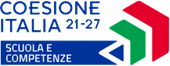 COESIONE
ITALIA 21-27
SCUOLA E
COMPETENZE